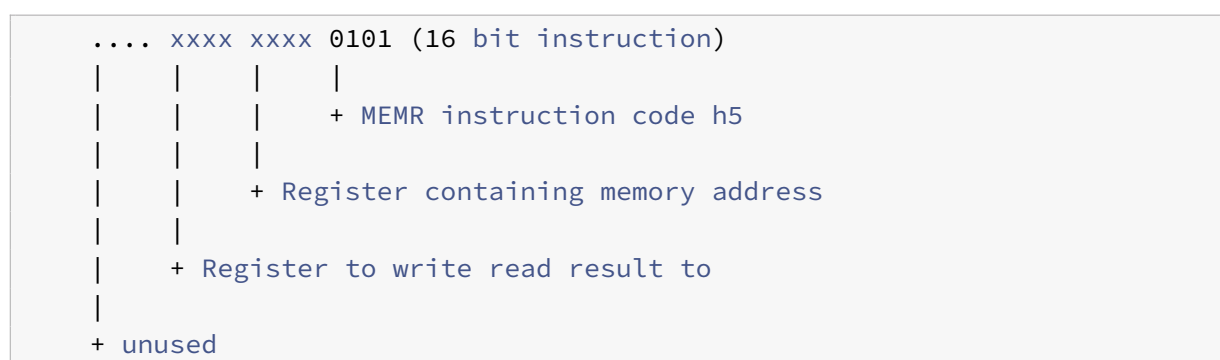 .... xxxx xxxx 0101 (16 bit instruction)
|    |    |    |
|    |    |    + MEMR instruction code h5
|    |    |
|    |    + Register containing memory address
|    |
|    + Register to write read result to
|
+ unused